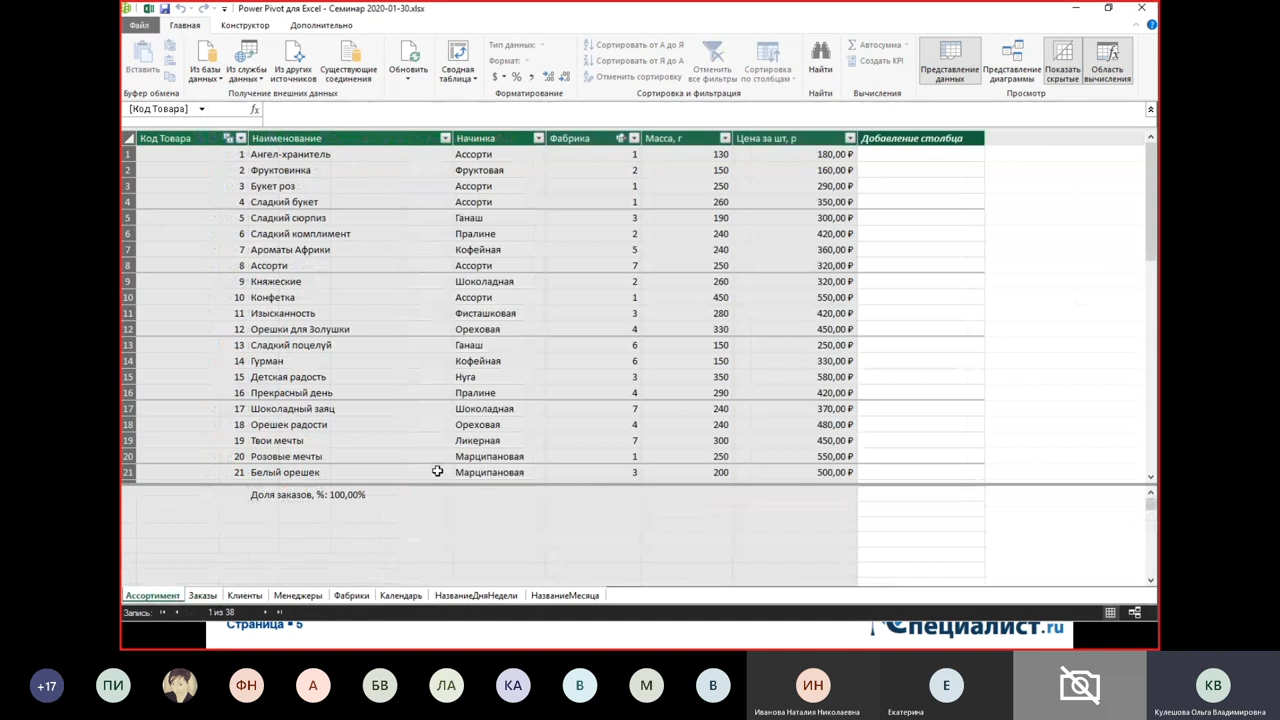 Power Pivot для Excel - Семинар 2020-01-30.xlsx
Файл Главная Конструктор Дополнительно
Вставить
Буфер обмена
Из базы данных
Из службы данных
Из других источников
Существующие соединения
Получение внешних данных
Обновить
Сводная таблица
Тип данных:
Формат:
$ % ,
Форматирование
Сортировать от А до Я
Сортировать от Я до А
Отменить сортировку
Отменить все фильтры
Сортировка по столбцам
Сортировка и фильтрация
Найти
Найти
Автосумма
Создать KPI
Вычисления
Представление данных
Представление диаграммы
Показать скрытые
Область вычисления
Просмотр
[Код Товара] fx
Код Товара Наименование Начинка Фабрика Масса, г Цена за шт, р Добавление столбца
1 1 Ангел-хранитель Ассорти 1 130 180,00 ₽
2 2 Фруктовинка Фруктовая 2 150 160,00 ₽
3 3 Букет роз Ассорти 1 250 290,00 ₽
4 4 Сладкий букет Ассорти 1 260 350,00 ₽
5 5 Сладкий сюрпиз Ганаш 3 190 300,00 ₽
6 6 Сладкий комплимент Пралине 2 240 420,00 ₽
7 7 Ароматы Африки Кофейная 5 240 360,00 ₽
8 8 Ассорти Ассорти 7 250 320,00 ₽
9 9 Княжеские Шоколадная 2 260 320,00 ₽
10 10 Конфетка Ассорти 1 450 550,00 ₽
11 11 Изысканность Фисташковая 3 280 420,00 ₽
12 12 Орешки для Золушки Ореховая 4 330 450,00 ₽
13 13 Сладкий поцелуй Ганаш 6 150 250,00 ₽
14 14 Гурман Кофейная 6 150 330,00 ₽
15 15 Детская радость Нуга 3 350 580,00 ₽
16 16 Прекрасный день Пралине 4 290 420,00 ₽
17 17 Шоколадный заяц Шоколадная 7 240 370,00 ₽
18 18 Орешек радости Ореховая 4 240 480,00 ₽
19 19 Твои мечты Ликерная 7 300 450,00 ₽
20 20 Розовые мечты Марципановая 1 250 550,00 ₽
21 21 Белый орешек Марципановая 3 200 500,00 ₽
Доля заказов, %: 100,00%
Ассортимент Заказы Клиенты Менеджеры Фабрики Календарь НазваниеДняНедели НазваниеМесяца
Запись: 1 из 38
Страница ▪ 5
Специалист.ru
+17 ПИ ФН А БВ ЛА КА В М В ИН Е КВ
Иванова Наталия Николаевна
Екатерина
Кулешова Ольга Владимировна